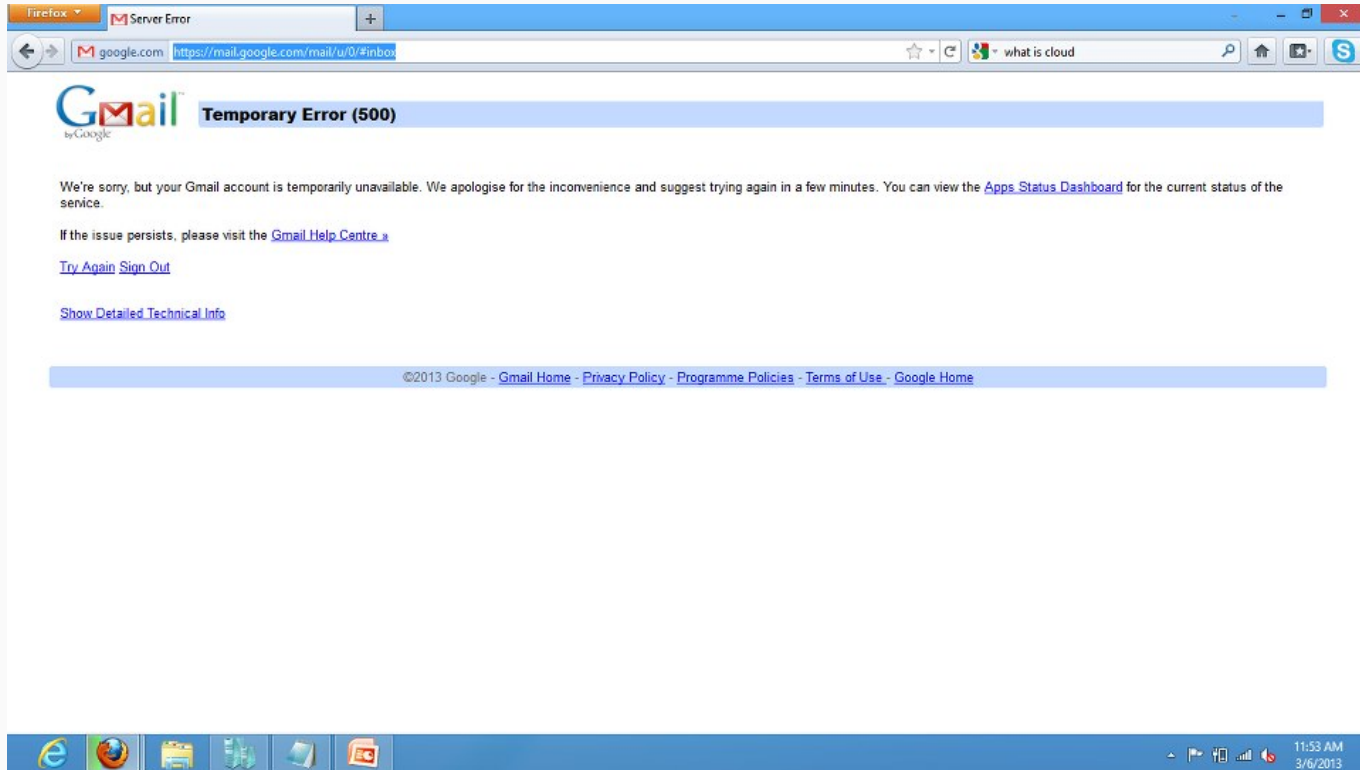 Firefox
Server Error
google.com https://mail.google.com/mail/u/0/#inbox
what is cloud
Gmail
by Google
Temporary Error (500)
We're sorry, but your Gmail account is temporarily unavailable. We apologise for the inconvenience and suggest trying again in a few minutes. You can view the Apps Status Dashboard for the current status of the
service.
If the issue persists, please visit the Gmail Help Centre »
Try Again Sign Out
Show Detailed Technical Info
©2013 Google - Gmail Home - Privacy Policy - Programme Policies - Terms of Use - Google Home
11:53 AM
3/6/2013